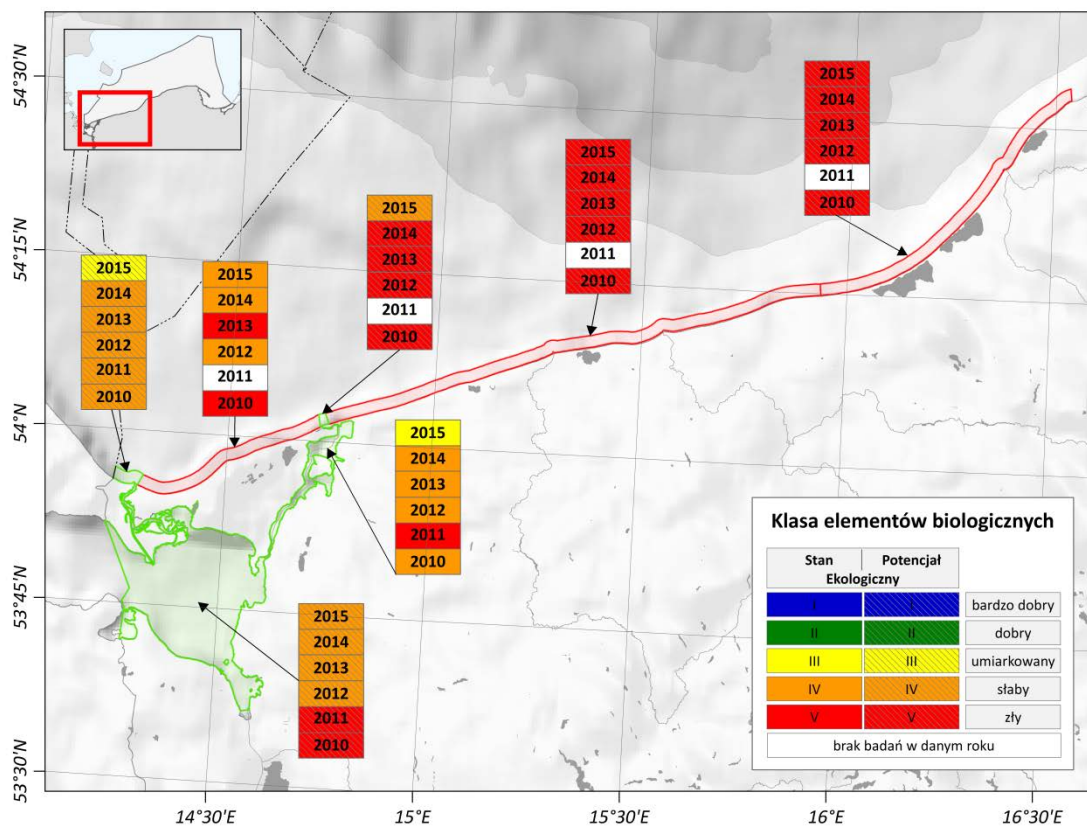 54°30'N
54°15'N
54°N
53°45'N
53°30'N
14°30'E
15°E
15°30'E
16°E
16°30'E
2015
2014
2013
2012
2011
2010
2015
2014
2013
2012
2011
2010
2015
2014
2013
2012
2011
2010
2015
2014
2013
2012
2011
2010
2015
2014
2013
2012
2011
2010
2015
2014
2013
2012
2011
2010
2015
2014
2013
2012
2011
2010
Klasa elementów biologicznych
Stan Potencjał
Ekologiczny
I I bardzo dobry
II II dobry
III III umiarkowany
IV IV słaby
V V zły
brak badań w danym roku